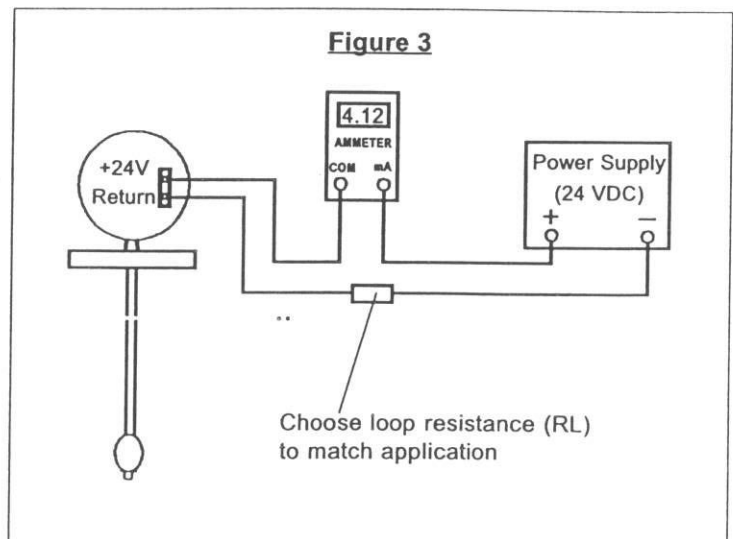 Figure 3
4.12
AMMETER
COM mA
+24V
Return
Power Supply
(24 VDC)
+ −
Choose loop resistance (RL)
to match application